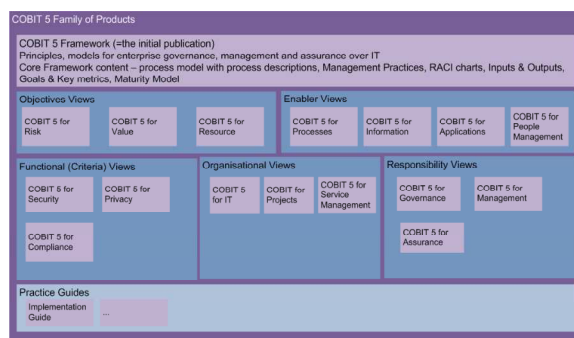 COBIT 5 Family of Products
COBIT 5 Framework (=the initial publication)
Principles, models for enterprise governance, management and assurance over IT
Core Framework content – process model with process descriptions, Management Practices, RACI charts, Inputs & Outputs,
Goals & Key metrics, Maturity Model
Objectives Views
COBIT 5 for
Risk
COBIT 5 for
Value
COBIT 5 for
Resource
Enabler Views
COBIT 5 for
Processes
COBIT 5 for
Information
COBIT 5 for
Applications
COBIT 5 for
People
Management
Functional (Criteria) Views
COBIT 5 for
Security
COBIT 5 for
Privacy
COBIT 5 for
Compliance
Organisational Views
COBIT 5
for IT
COBIT for
Projects
COBIT 5 for
Service
Management
Responsibility Views
COBIT 5 for
Governance
COBIT 5 for
Management
COBIT 5 for
Assurance
Practice Guides
Implementation
Guide
...